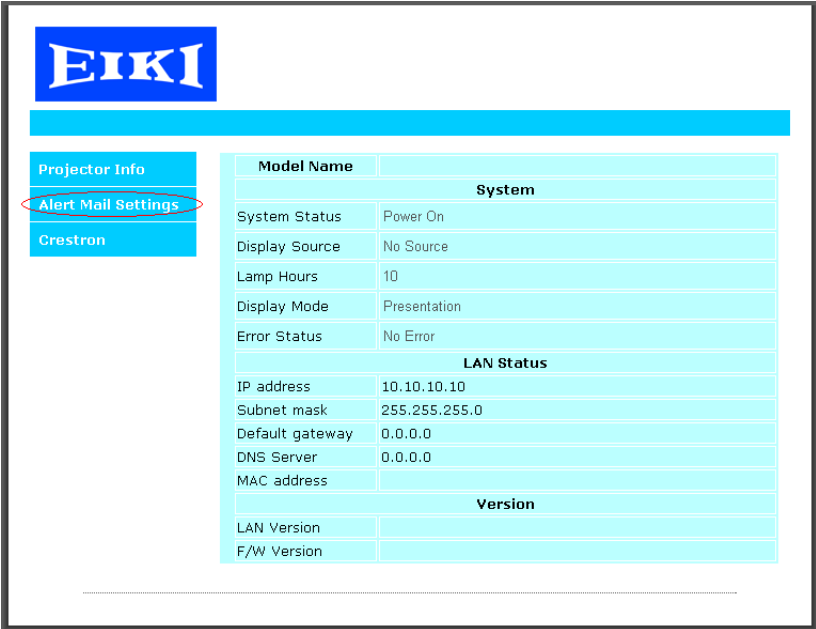 EIKI
Projector Info
Alert Mail Settings
Crestron
Model Name
System
System Status Power On
Display Source No Source
Lamp Hours 10
Display Mode Presentation
Error Status No Error
LAN Status
IP address 10.10.10.10
Subnet mask 255.255.255.0
Default gateway 0.0.0.0
DNS Server 0.0.0.0
MAC address
Version
LAN Version
F/W Version